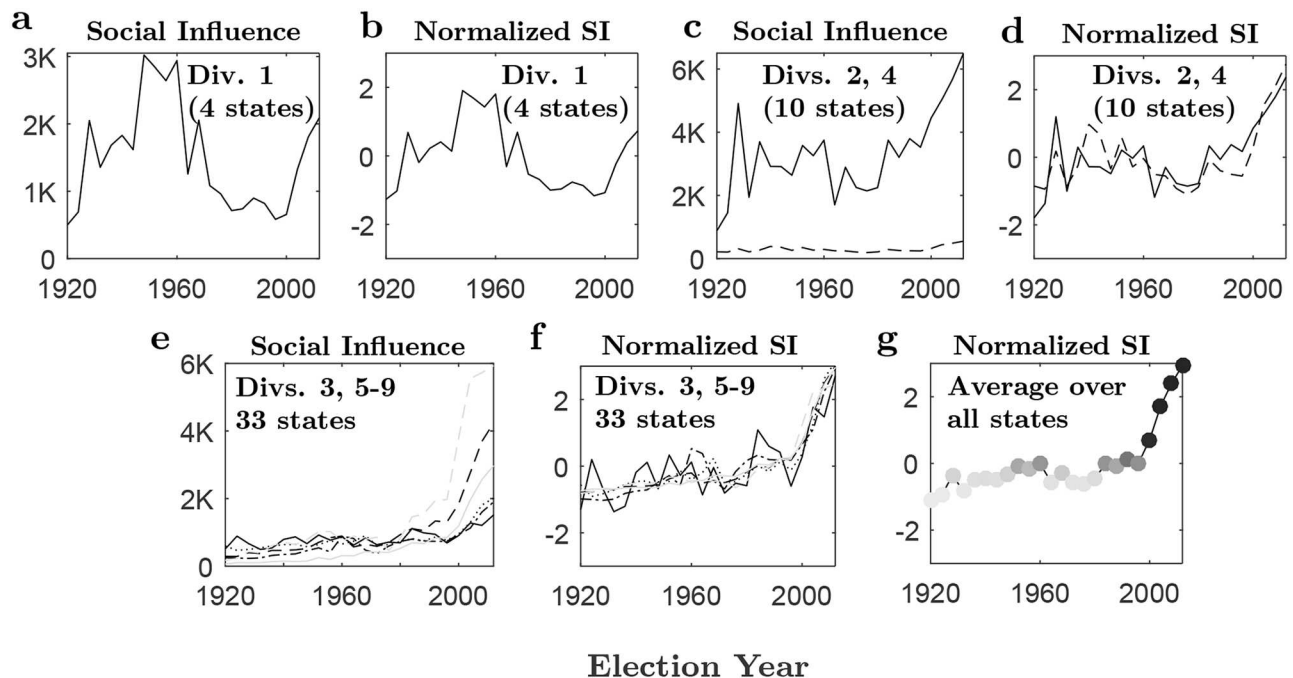 a
Social Influence
Div. 1
(4 states)
3K
2K
1K
0
1920
1960
2000
b
Normalized SI
Div. 1
(4 states)
2
0
-2
1920
1960
2000
c
Social Influence
Divs. 2, 4
(10 states)
6K
4K
2K
0
1920
1960
2000
d
Normalized SI
Divs. 2, 4
(10 states)
2
0
-2
1920
1960
2000
e
Social Influence
Divs. 3, 5-9
33 states
6K
4K
2K
0
1920
1960
2000
f
Normalized SI
Divs. 3, 5-9
33 states
2
0
-2
1920
1960
2000
g
Normalized SI
Average over
all states
2
0
-2
1920
1960
2000
Election Year